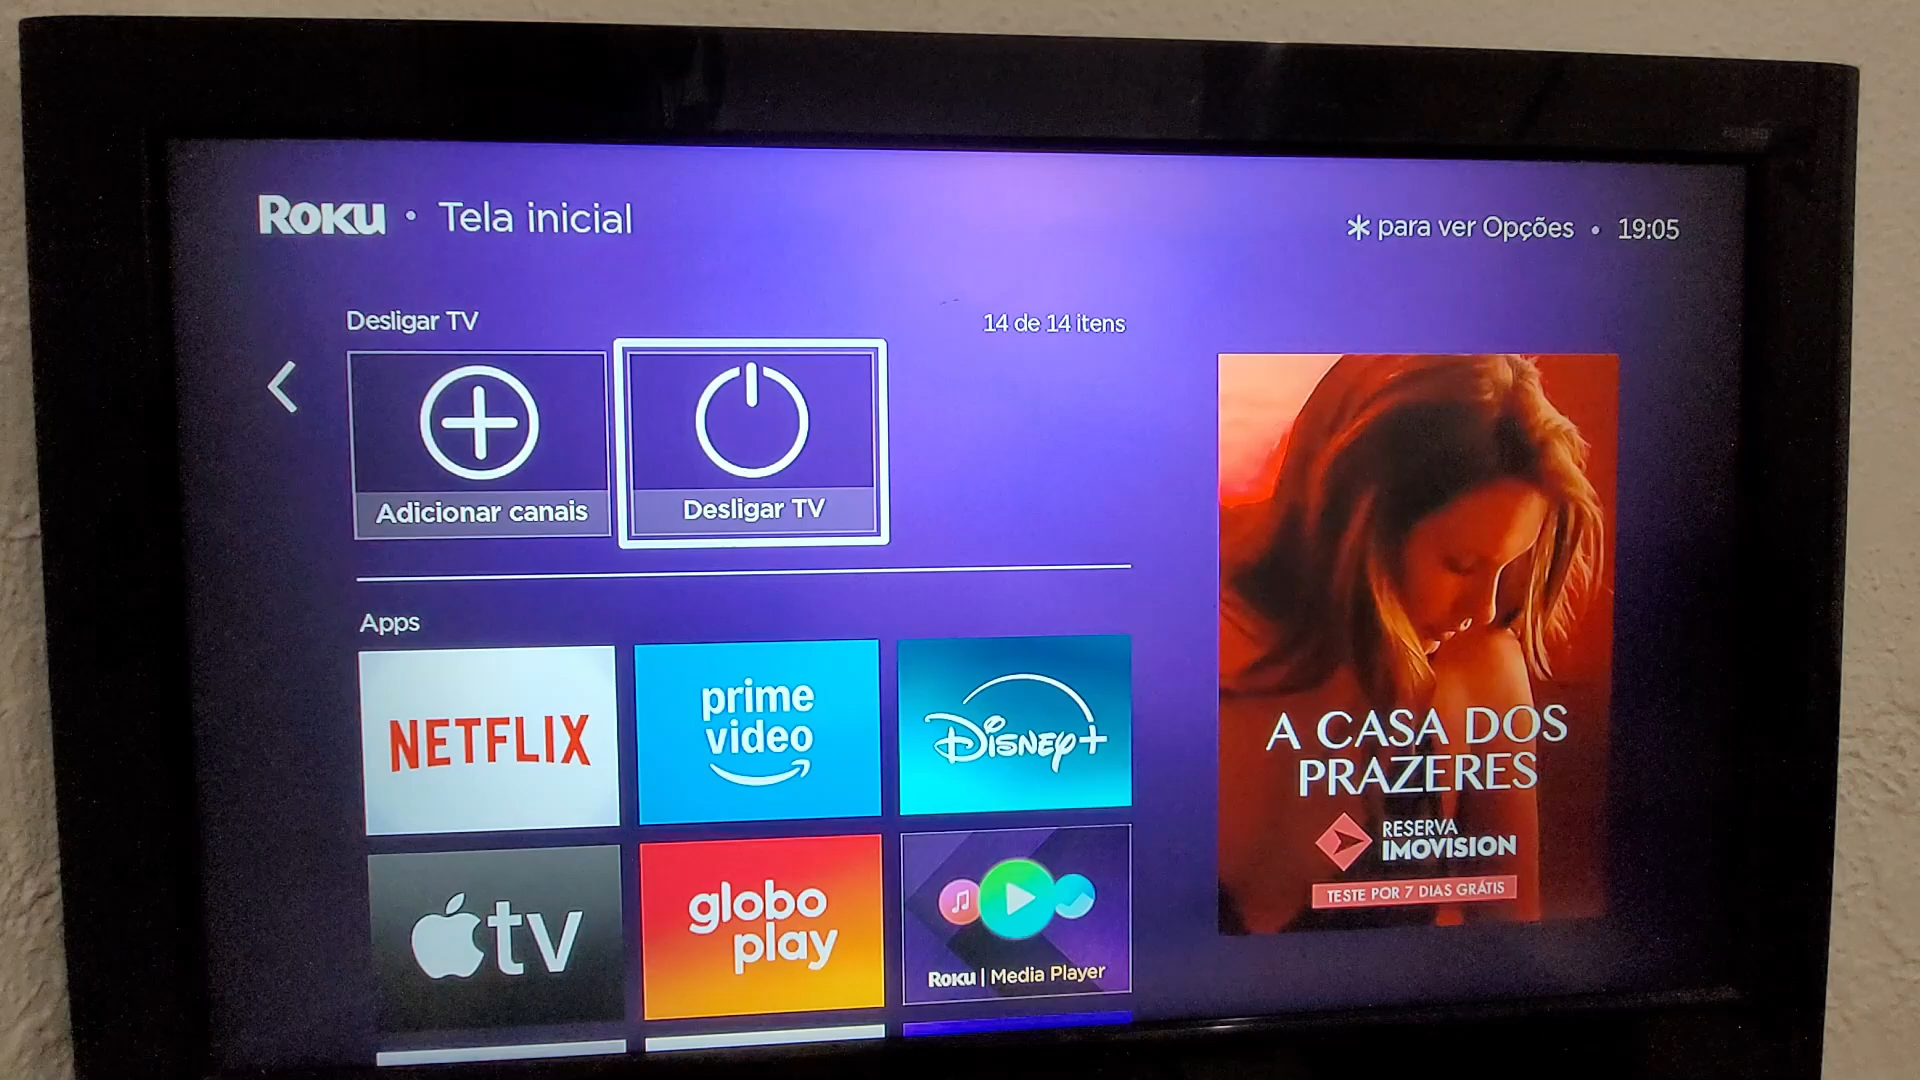 FULL HD
Roku • Tela inicial
* para ver Opções • 19:05
Desligar TV
14 de 14 itens
Adicionar canais
Desligar TV
Apps
NETFLIX
prime
video
Disney+
tv
globo
play
Roku | Media Player
A CASA DOS
PRAZERES
RESERVA
IMOVISION
TESTE POR 7 DIAS GRÁTIS